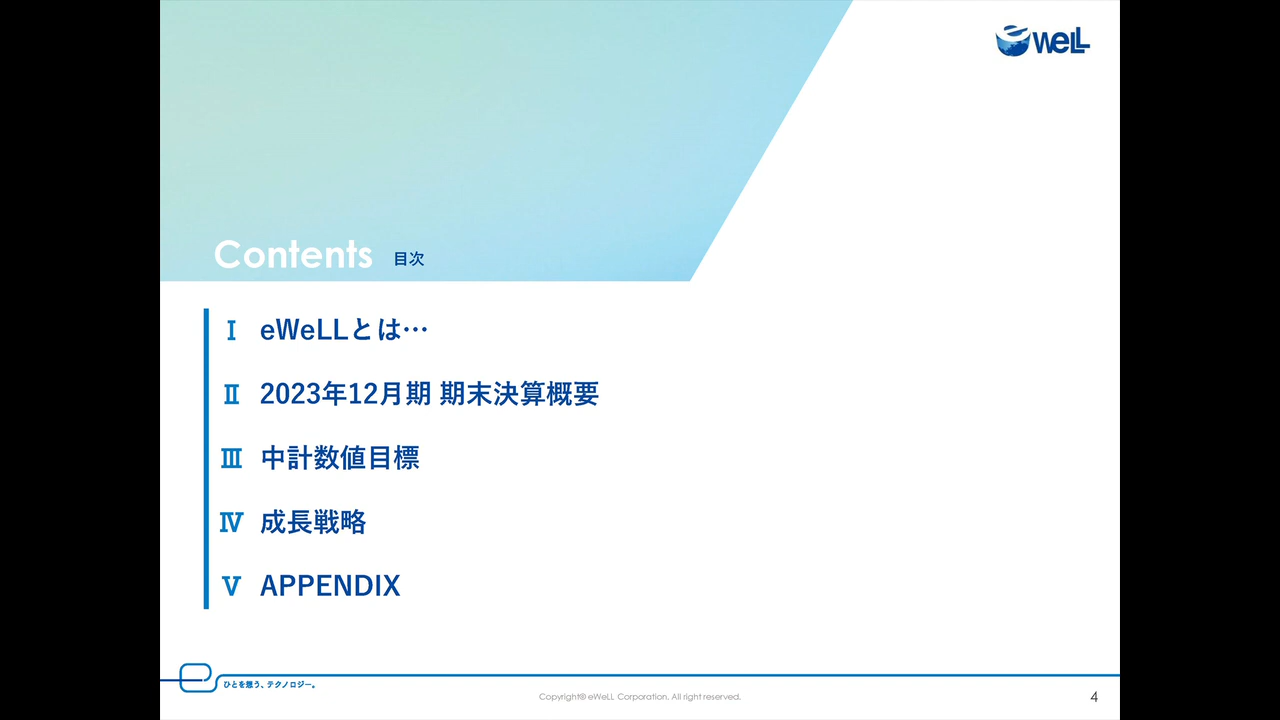 eWeLL
Contents 目次
Ⅰ eWeLLとは…
Ⅱ 2023年12月期 期末決算概要
Ⅲ 中計数値目標
Ⅳ 成長戦略
Ⅴ APPENDIX
ひとを想う、テクノロジー。
Copyright© eWeLL Corporation. All right reserved.
4